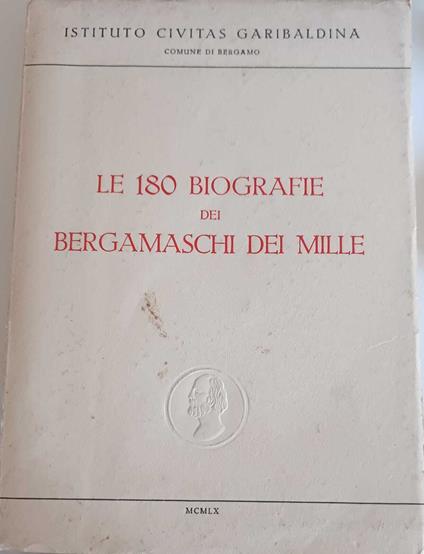 ISTITUTO CIVITAS GARIBALDINA
COMUNE DI BERGAMO
LE 180 BIOGRAFIE
DEI
BERGAMASCHI DEI MILLE
MCMLX